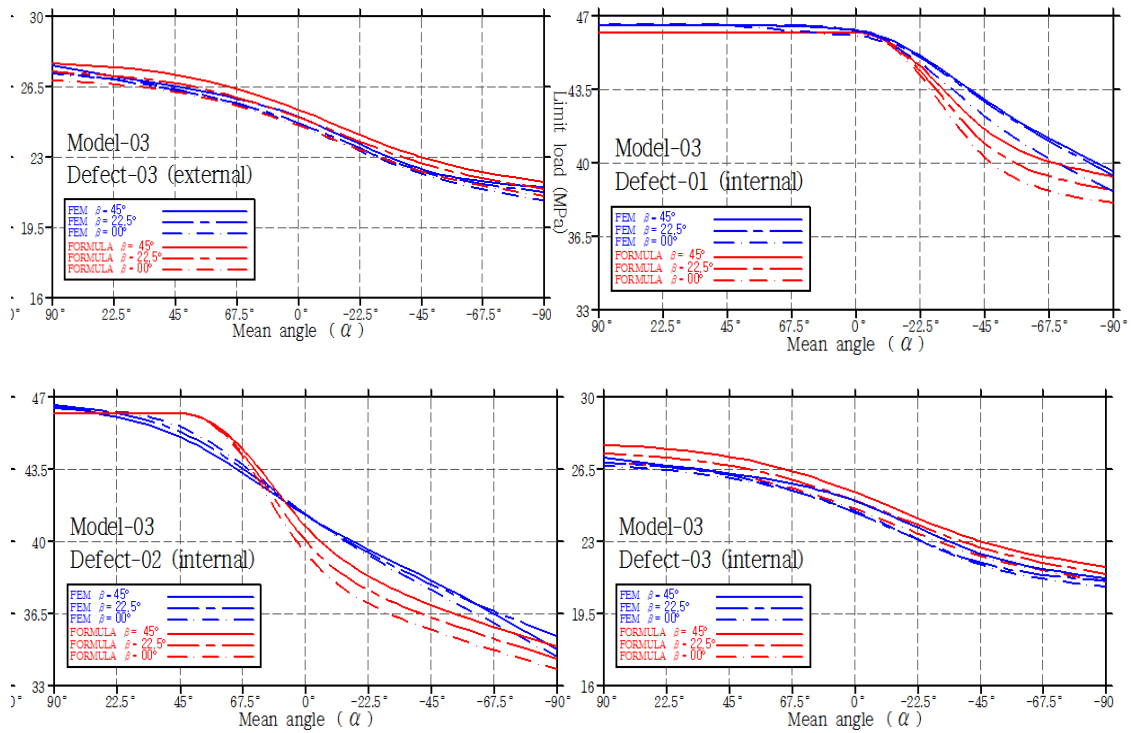 30
26.5
23
19.5
16
Model-03
Defect-03 (external)
FEM β=45°
FEM β=22,5°
FEM β=00°
FORMULA β= 45°
FORMULA β=22,5°
FORMULA β=00°
0°
90° 22.5° 45° 67.5° 0° -22.5° -45° -67.5° -90
Mean angle ( α )
47
43.5
40
36.5
33
Limit load (MPa)
Model-03
Defect-01 (internal)
FEM β=45°
FEM β=22,5°
FEM β=00°
FORMULA β= 45°
FORMULA β=22,5°
FORMULA β=00°
90° 22.5° 45° 67.5° 0° -22.5° -45° -67.5° -90
Mean angle ( α )
47
43.5
40
36.5
33
Model-03
Defect-02 (internal)
FEM β=45°
FEM β=22,5°
FEM β=00°
FORMULA β= 45°
FORMULA β=22,5°
FORMULA β=00°
0°
90° 22.5° 45° 67.5° 0° -22.5° -45° -67.5° -90
Mean angle ( α )
30
26.5
23
19.5
16
Model-03
Defect-03 (internal)
FEM β=45°
FEM β=22,5°
FEM β=00°
FORMULA β= 45°
FORMULA β=22,5°
FORMULA β=00°
90° 22.5° 45° 67.5° 0° -22.5° -45° -67.5° -90
Mean angle ( α )